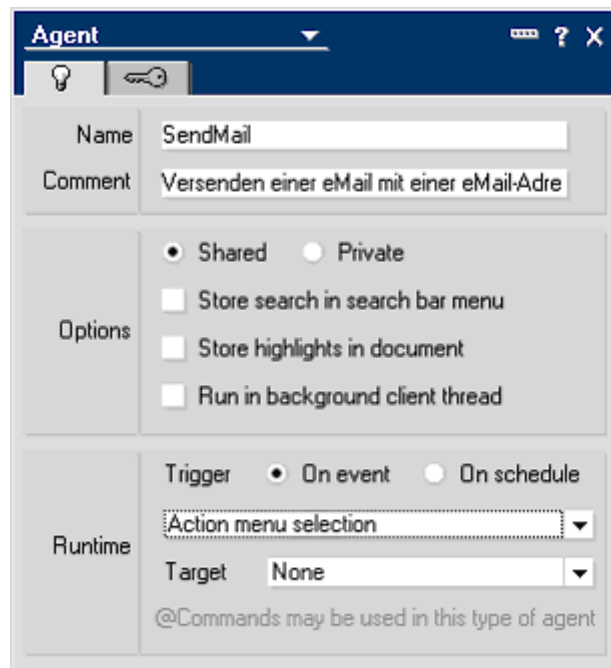 Agent
?
Name SendMail
Comment Versenden einer eMail mit einer eMail-Adre
Shared Private
Store search in search bar menu
Options Store highlights in document
Run in background client thread
Trigger On event On schedule
Action menu selection
Runtime
Target None
@Commands may be used in this type of agent